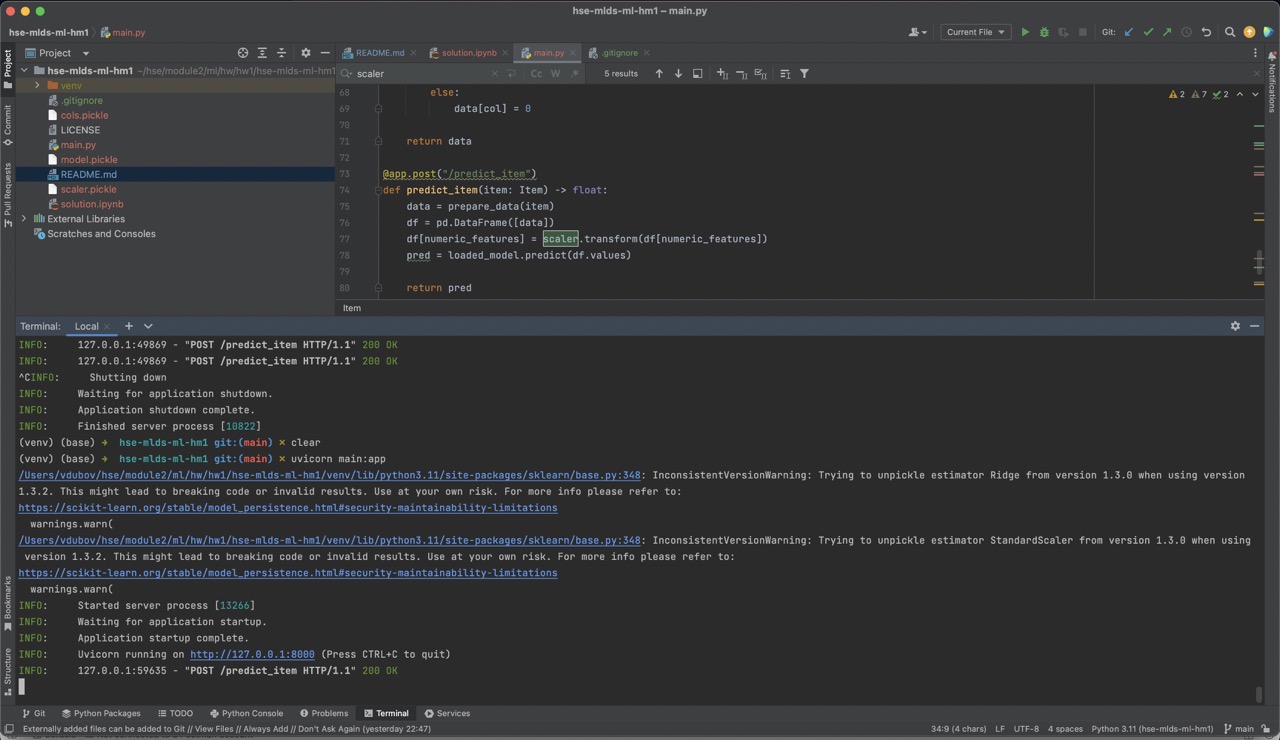 hse-mlds-ml-hm1 – main.py
hse-mlds-ml-hm1 main.py
Current File
Git:
Project
README.md
solution.ipynb
main.py
.gitignore
hse-mlds-ml-hm1 ~/hse/module2/ml/hw/hw1/hse-mlds-ml-hm1
venv
.gitignore
cols.pickle
LICENSE
main.py
model.pickle
README.md
scaler.pickle
solution.ipynb
External Libraries
Scratches and Consoles
scaler
Cc W .* 5 results
2 7 2
68 else:
69 data[col] = 0
70
71 return data
72
73 @app.post("/predict_item")
74 def predict_item(item: Item) -> float:
75 data = prepare_data(item)
76 df = pd.DataFrame([data])
77 df[numeric_features] = scaler.transform(df[numeric_features])
78 pred = loaded_model.predict(df.values)
79
80 return pred
Item
Project
Commit
Pull Requests
Bookmarks
Structure
Notifications
Terminal: Local
INFO: 127.0.0.1:49869 - "POST /predict_item HTTP/1.1" 200 OK
INFO: 127.0.0.1:49869 - "POST /predict_item HTTP/1.1" 200 OK
^CINFO: Shutting down
INFO: Waiting for application shutdown.
INFO: Application shutdown complete.
INFO: Finished server process [10822]
(venv) (base) ➜ hse-mlds-ml-hm1 git:(main) ✗ clear
(venv) (base) ➜ hse-mlds-ml-hm1 git:(main) ✗ uvicorn main:app
/Users/vdubov/hse/module2/ml/hw/hw1/hse-mlds-ml-hm1/venv/lib/python3.11/site-packages/sklearn/base.py:348: InconsistentVersionWarning: Trying to unpickle estimator Ridge from version 1.3.0 when using version
1.3.2. This might lead to breaking code or invalid results. Use at your own risk. For more info please refer to:
https://scikit-learn.org/stable/model_persistence.html#security-maintainability-limitations
warnings.warn(
/Users/vdubov/hse/module2/ml/hw/hw1/hse-mlds-ml-hm1/venv/lib/python3.11/site-packages/sklearn/base.py:348: InconsistentVersionWarning: Trying to unpickle estimator StandardScaler from version 1.3.0 when using
version 1.3.2. This might lead to breaking code or invalid results. Use at your own risk. For more info please refer to:
https://scikit-learn.org/stable/model_persistence.html#security-maintainability-limitations
warnings.warn(
INFO: Started server process [13266]
INFO: Waiting for application startup.
INFO: Application startup complete.
INFO: Uvicorn running on http://127.0.0.1:8000 (Press CTRL+C to quit)
INFO: 127.0.0.1:59635 - "POST /predict_item HTTP/1.1" 200 OK
Git Python Packages TODO Python Console Problems Terminal Services
Externally added files can be added to Git // View Files // Always Add // Don't Ask Again (yesterday 22:47)
34:9 (4 chars) LF UTF-8 4 spaces Python 3.11 (hse-mlds-ml-hm1) main